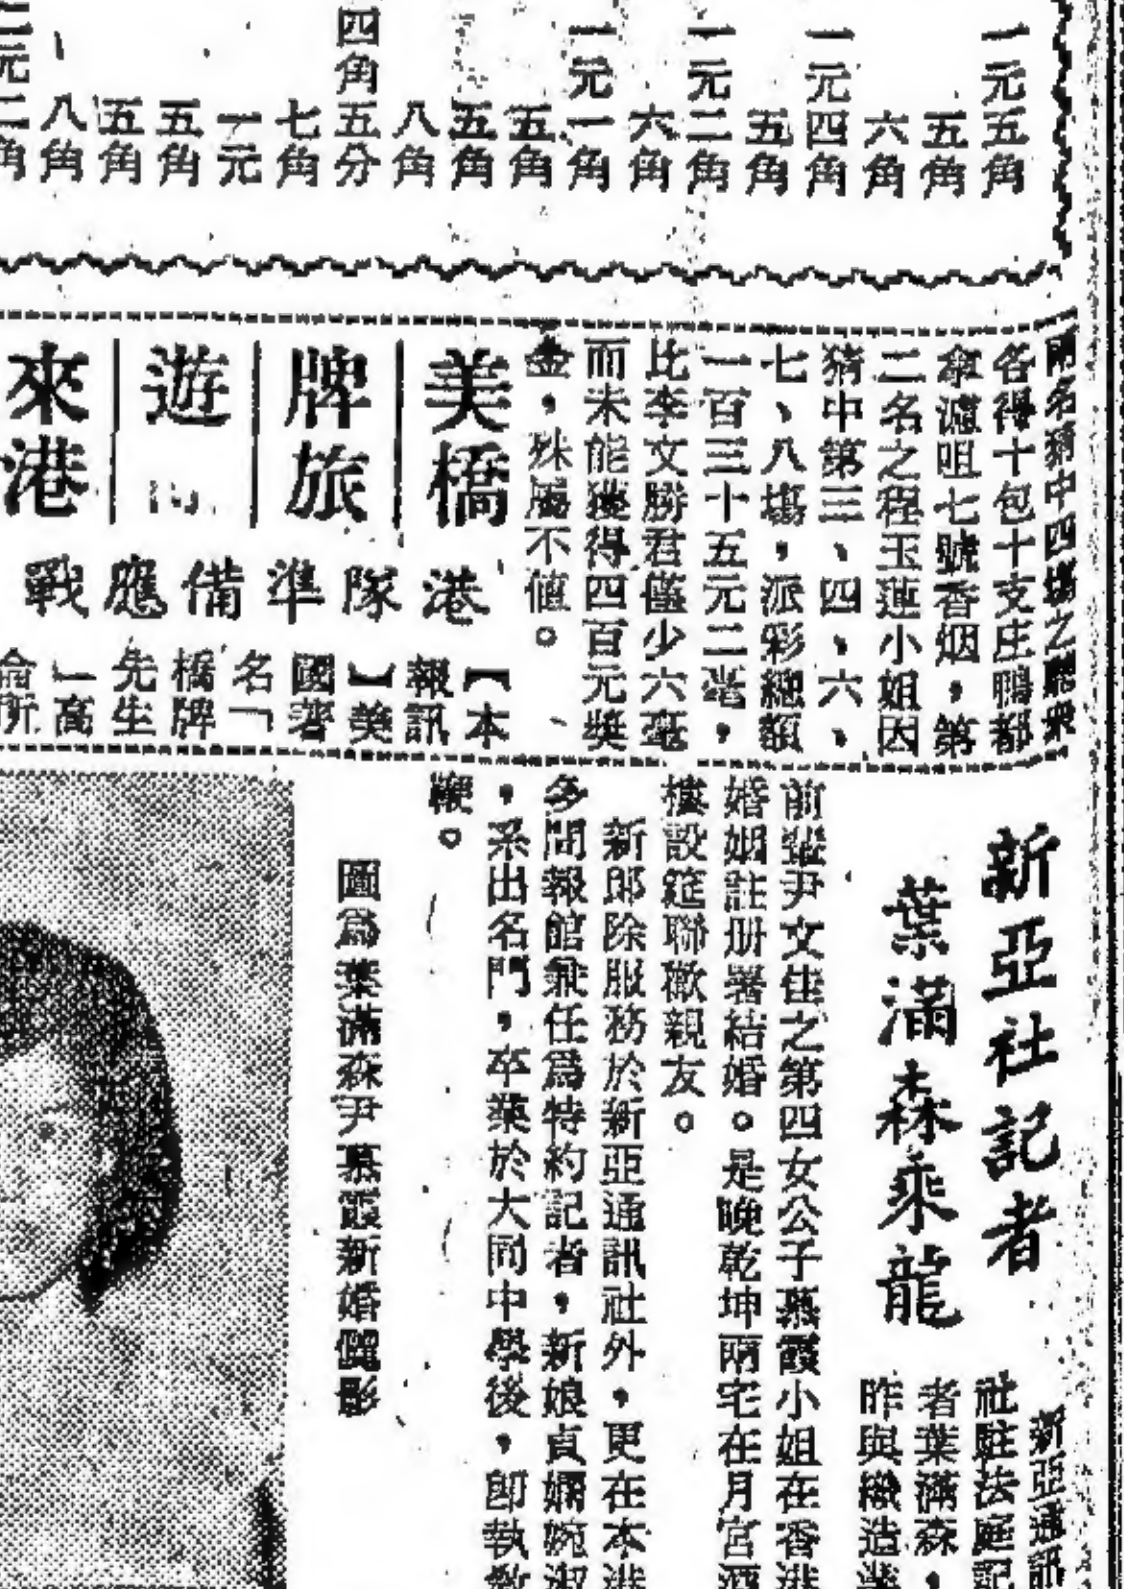 一元五角
五角
六角
一元四角
五角
一元二角
六角
一元一角
五角
五角
八角
四角五分
七角
一元
五角
五角
八角
二元二角
兩名猜中四場之聽衆
各得十包十支庄鴨都
拿濾咀七號香烟，第
二名之程玉蓮小姐因
猜中第三、四、六、
七、八塲，派彩總額
一百三十五元二毫，
比李文勝君僅少六毫
而未能獲得四百元獎
金，殊屬不値。
美橋
牌旅
遊
來港
港隊準備應戰
【本
報訊
】美
國著
名「
橋牌
先生
」高
侖所
新亞社記者
葉滿森乘龍
新亞通訊
社駐法庭記
者葉滿森，
昨與織造業
前輩尹文佳之第四女公子慕霞小姐在香港
婚姻註册署結婚。是晚乾坤兩宅在月宮酒
樓設筵聯歡親友。
新郎除服務於新亞通訊社外，更在本港
多間報館兼任爲特約記者，新娘貞嫻婉淑
，系出名門，卒業於大同中學後，卽執敎
鞭。
圖爲葉滿森尹慕霞新婚儷影